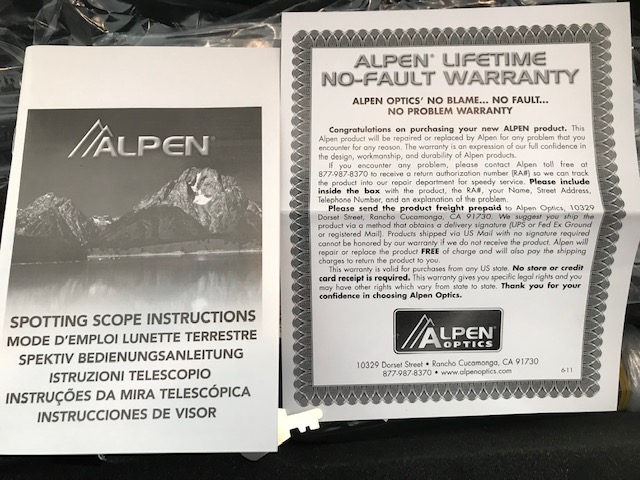 ALPEN®
SPOTTING SCOPE INSTRUCTIONS
MODE D'EMPLOI LUNETTE TERRESTRE
SPEKTIV BEDIENUNGSANLEITUNG
ISTRUZIONI TELESCOPIO
INSTRUÇÕES DA MIRA TELESCÓPICA
INSTRUCCIONES DE VISOR
ALPEN® LIFETIME
NO-FAULT WARRANTY
ALPEN OPTICS' NO BLAME... NO FAULT...
NO PROBLEM WARRANTY
Congratulations on purchasing your new ALPEN product. This
Alpen product will be repaired or replaced by Alpen for any problem that you
encounter for any reason. The warranty is an expression of our full confidence in
the design, workmanship, and durability of Alpen products.
If you encounter any problem, please contact Alpen toll free at
877-987-8370 to receive a return authorization number (RA#) so we can track
the product into our repair department for speedy service. Please include
inside the box with the product, the RA#, your Name, Street Address,
Telephone Number, and an explanation of the problem.
Please send the product freight prepaid to Alpen Optics, 10329
Dorset Street, Rancho Cucamonga, CA 91730. We suggest you ship the
product via a method that obtains a delivery signature (UPS or Fed Ex Ground
or registered Mail). Products shipped via US Mail with no signature required
cannot be honored by our warranty if we do not receive the product. Alpen will
repair or replace the product FREE of charge and will also pay the shipping
charges to return the product to you.
This warranty is valid for purchases from any US state. No store or credit
card receipt is required. This warranty gives you specific legal rights and you
may have other rights which vary from state to state. Thank you for your
confidence in choosing Alpen Optics.
ALPEN®
OPTICS
10329 Dorset Street • Rancho Cucamonga, CA 91730
877-987-8370 • www.alpenoptics.com
6-11